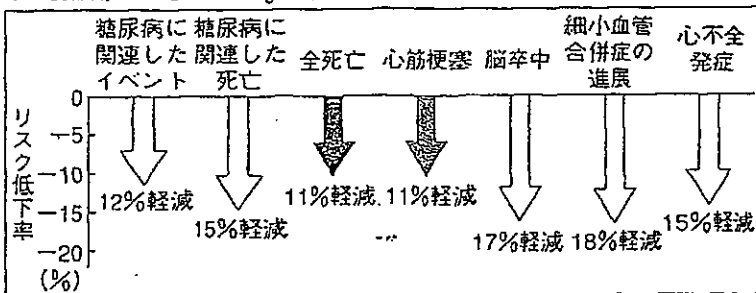 糖尿病に
関連した
イベント
糖尿病に
関連した
死亡
全死亡
心筋梗塞
脳卒中
細小血管
合併症の
進展
心不全
発症
リスク低下率
0
-5
-10
-15
-20
(%)
12%軽減
15%軽減
11%軽減
11%軽減
17%軽減
18%軽減
15%軽減